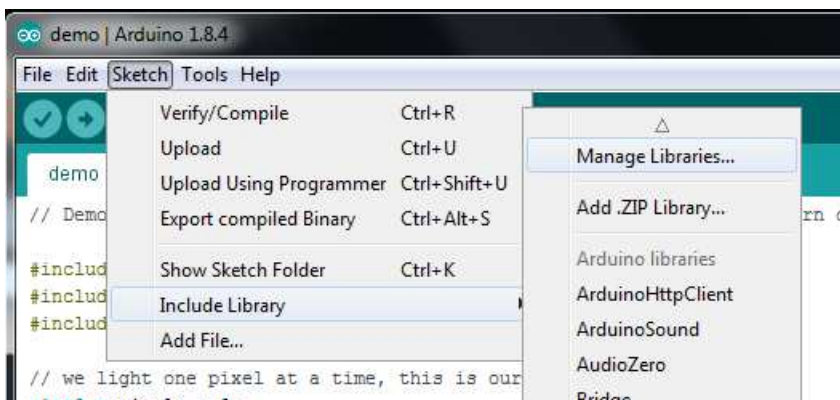 demo | Arduino 1.8.4
File Edit Sketch Tools Help
Verify/Compile Ctrl+R
Upload Ctrl+U
Upload Using Programmer Ctrl+Shift+U
Export compiled Binary Ctrl+Alt+S
Show Sketch Folder Ctrl+K
Include Library
Add File...
Manage Libraries...
Add .ZIP Library...
Arduino libraries
ArduinoHttpClient
ArduinoSound
AudioZero
Bridge
demo
// Demo
#includ
#includ
#includ
// we light one pixel at a time, this is our